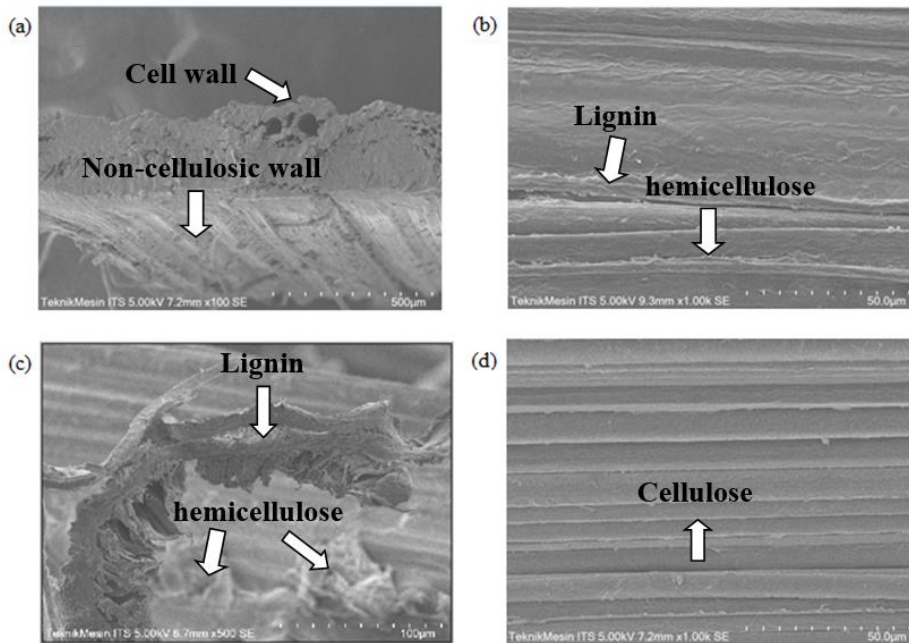 (a)
Cell wall
Non-cellulosic wall
TeknikMesin ITS 5.00kV 7.2mm x100 SE
500µm
(b)
Lignin
hemicellulose
TeknikMesin ITS 5.00kV 9.3mm x1.00k SE
50.0µm
(c)
Lignin
hemicellulose
TeknikMesin ITS 5.00kV 6.7mm x500 SE
100µm
(d)
Cellulose
TeknikMesin ITS 5.00kV 7.2mm x1.00k SE
50.0µm